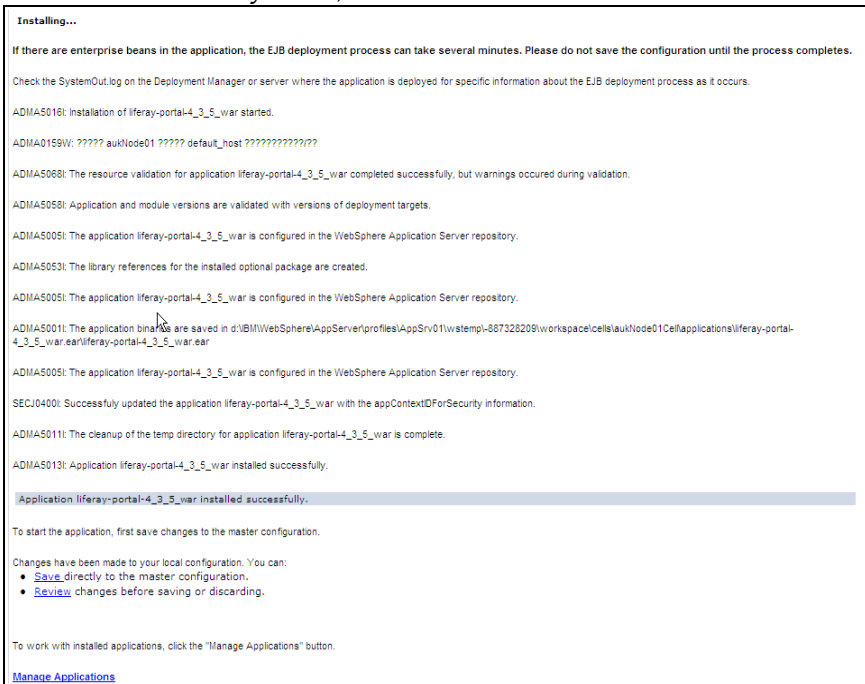 Installing...
If there are enterprise beans in the application, the EJB deployment process can take several minutes. Please do not save the configuration until the process completes.
Check the SystemOut.log on the Deployment Manager or server where the application is deployed for specific information about the EJB deployment process as it occurs.
ADMA5016I: Installation of liferay-portal-4_3_5_war started.
ADMA0159W: ????? aukNode01 ????? default_host ???????????/??
ADMA5068I: The resource validation for application liferay-portal-4_3_5_war completed successfully, but warnings occured during validation.
ADMA5058I: Application and module versions are validated with versions of deployment targets.
ADMA5005I: The application liferay-portal-4_3_5_war is configured in the WebSphere Application Server repository.
ADMA5053I: The library references for the installed optional package are created.
ADMA5005I: The application liferay-portal-4_3_5_war is configured in the WebSphere Application Server repository.
ADMA5001I: The application binaries are saved in d:\IBM\WebSphere\AppServer\profiles\AppSrv01\wstemp\-887328209\workspace\cells\aukNode01Cell\applications\liferay-portal-
4_3_5_war.ear\liferay-portal-4_3_5_war.ear
ADMA5005I: The application liferay-portal-4_3_5_war is configured in the WebSphere Application Server repository.
SECJ0400I: Successfuly updated the application liferay-portal-4_3_5_war with the appContextIDForSecurity information.
ADMA5011I: The cleanup of the temp directory for application liferay-portal-4_3_5_war is complete.
ADMA5013I: Application liferay-portal-4_3_5_war installed successfully.
Application liferay-portal-4_3_5_war installed successfully.
To start the application, first save changes to the master configuration.
Changes have been made to your local configuration. You can:
• Save directly to the master configuration.
• Review changes before saving or discarding.
To work with installed applications, click the "Manage Applications" button.
Manage Applications